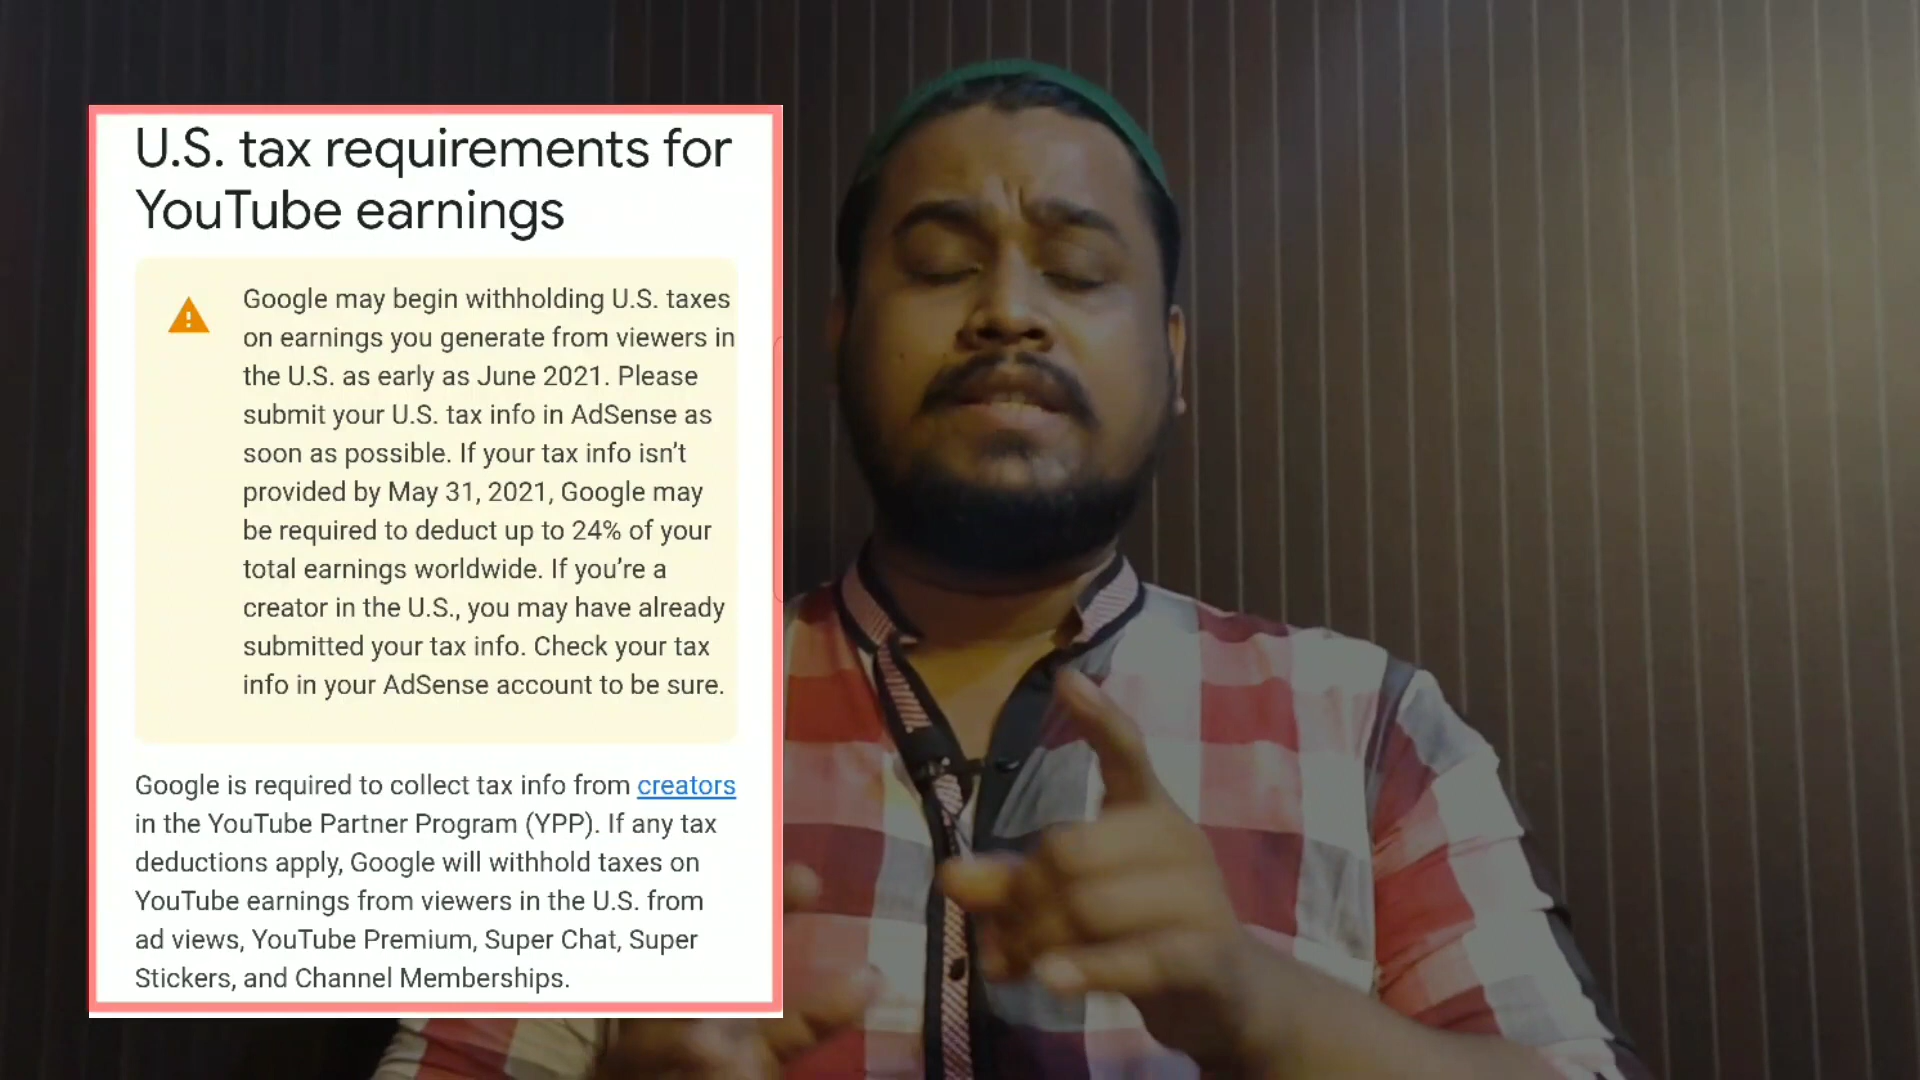 U.S. tax requirements for
YouTube earnings
Google may begin withholding U.S. taxes
on earnings you generate from viewers in
the U.S. as early as June 2021. Please
submit your U.S. tax info in AdSense as
soon as possible. If your tax info isn’t
provided by May 31, 2021, Google may
be required to deduct up to 24% of your
total earnings worldwide. If you’re a
creator in the U.S., you may have already
submitted your tax info. Check your tax
info in your AdSense account to be sure.
Google is required to collect tax info from creators
in the YouTube Partner Program (YPP). If any tax
deductions apply, Google will withhold taxes on
YouTube earnings from viewers in the U.S. from
ad views, YouTube Premium, Super Chat, Super
Stickers, and Channel Memberships.